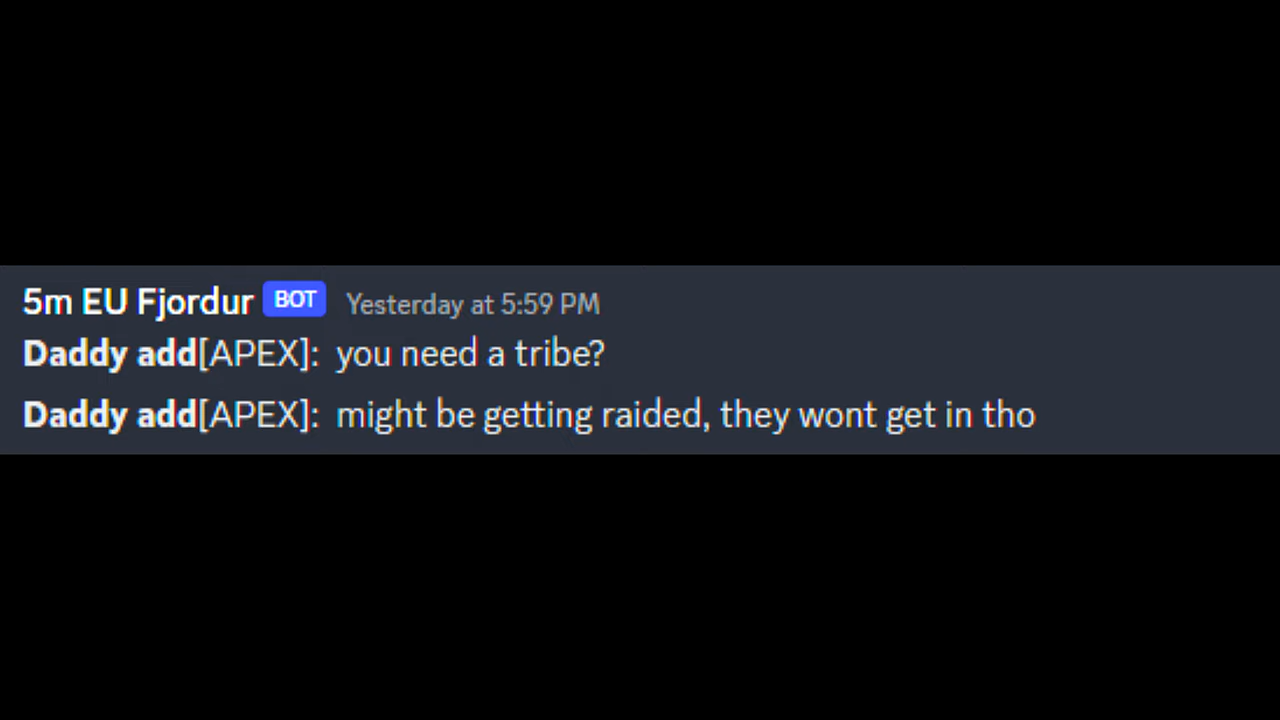 5m EU Fjordur BOT Yesterday at 5:59 PM
Daddy add[APEX]: you need a tribe?
Daddy add[APEX]: might be getting raided, they wont get in tho